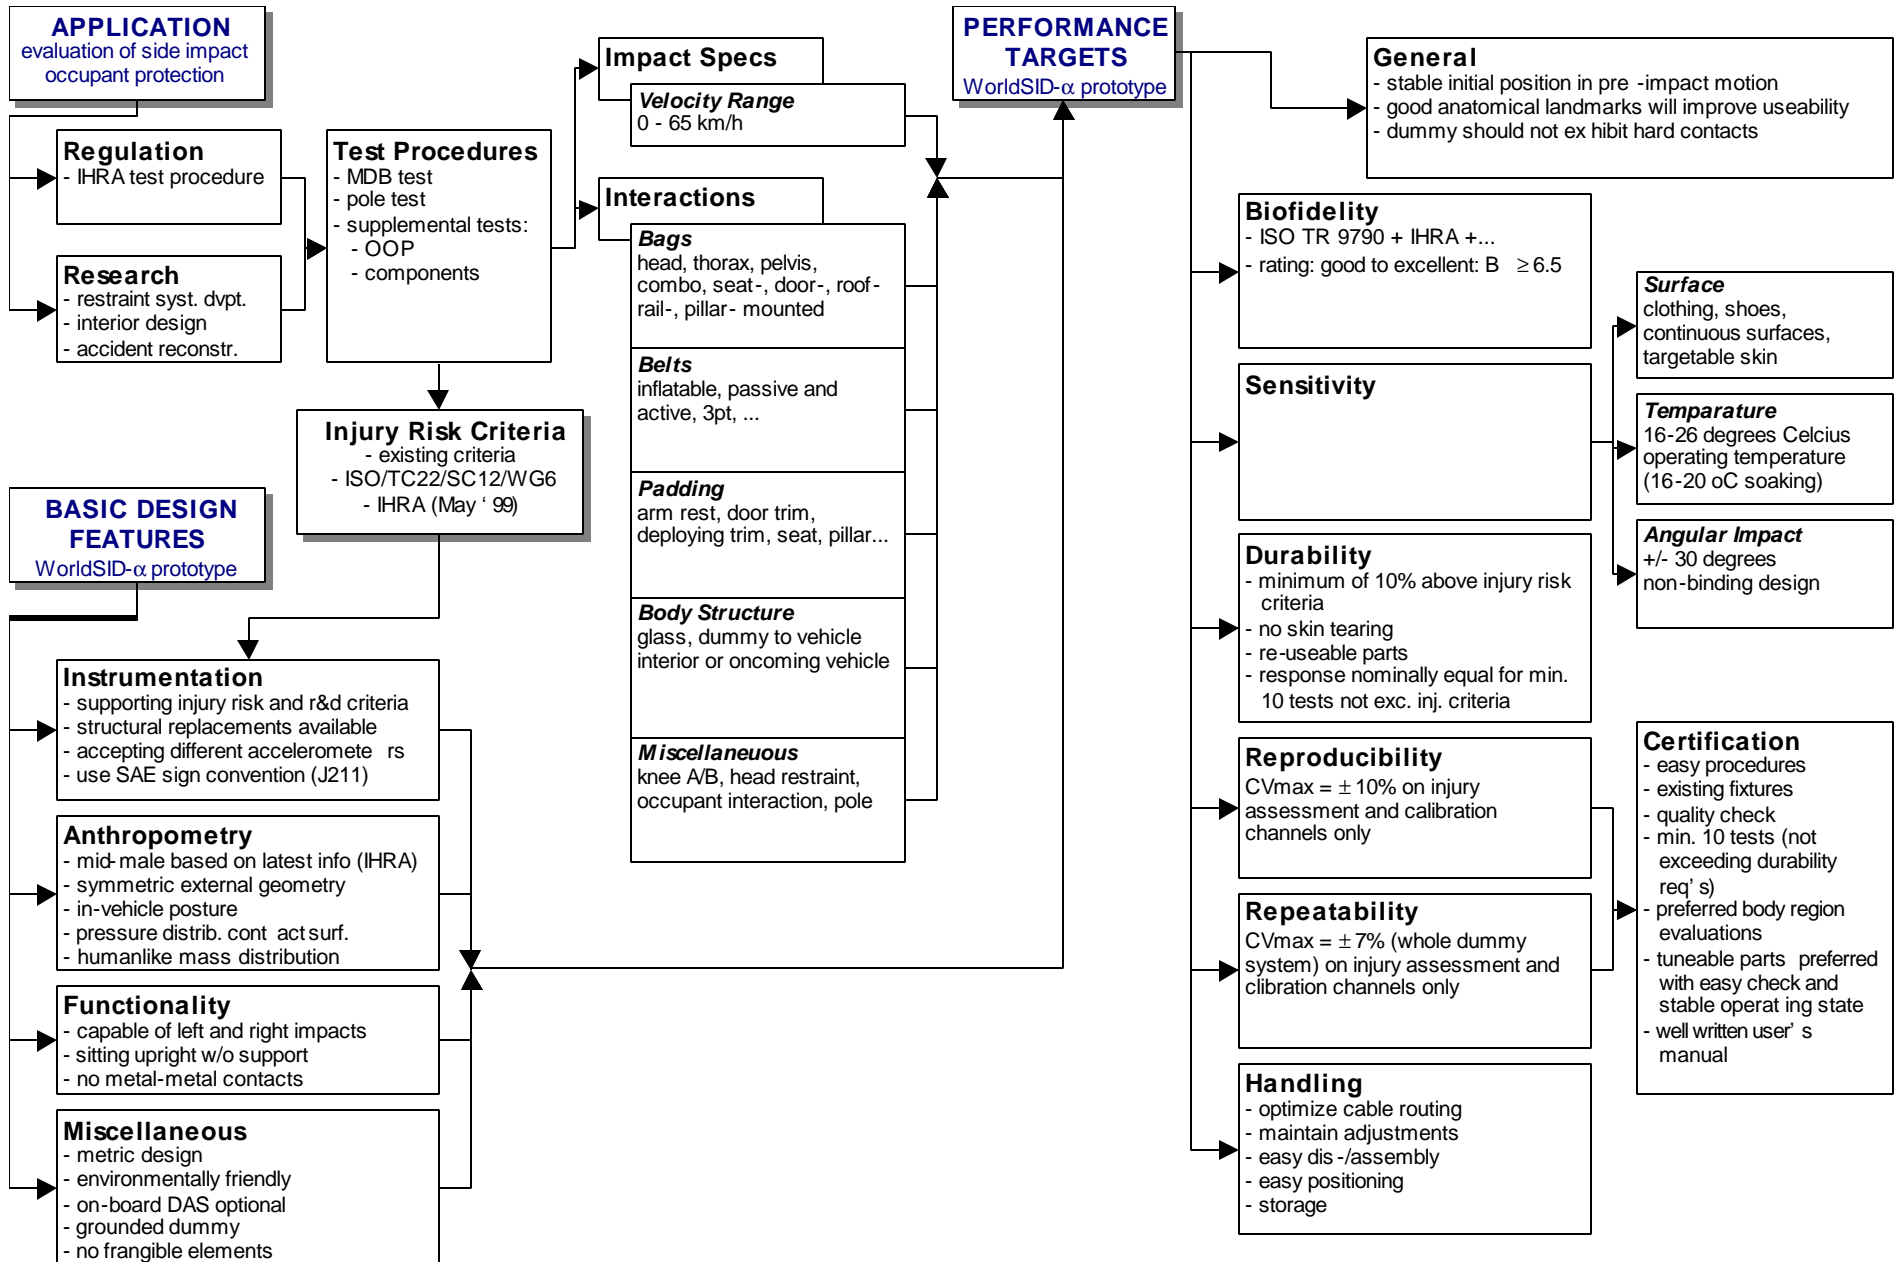 APPLICATION
evaluation of side impact
occupant protection
Regulation
- IHRA test procedure
Research
- restraint syst. dvpt.
- interior design
- accident reconstr.
Test Procedures
- MDB test
- pole test
- supplemental tests:
- OOP
- components
Injury Risk Criteria
- existing criteria
- ISO/TC22/SC12/WG6
- IHRA (May ‘ 99)
BASIC DESIGN
FEATURES
WorldSID-α prototype
Instrumentation
- supporting injury risk and r&d criteria
- structural replacements available
- accepting different acceleromete rs
- use SAE sign convention (J211)
Anthropometry
- mid-male based on latest info (IHRA)
- symmetric external geometry
- in-vehicle posture
- pressure distrib. cont act surf.
- humanlike mass distribution
Functionality
- capable of left and right impacts
- sitting upright w/o support
- no metal-metal contacts
Miscellaneous
- metric design
- environmentally friendly
- on-board DAS optional
- grounded dummy
- no frangible elements
Impact Specs
Velocity Range
0 - 65 km/h
Interactions
Bags
head, thorax, pelvis,
combo, seat-, door-, roof-
rail-, pillar- mounted
Belts
inflatable, passive and
active, 3pt, ...
Padding
arm rest, door trim,
deploying trim, seat, pillar...
Body Structure
glass, dummy to vehicle
interior or oncoming vehicle
Miscellaneuous
knee A/B, head restraint,
occupant interaction, pole
PERFORMANCE
TARGETS
WorldSID-α prototype
General
- stable initial position in pre -impact motion
- good anatomical landmarks will improve useability
- dummy should not ex hibit hard contacts
Biofidelity
- ISO TR 9790 + IHRA +...
- rating: good to excellent: B ≥ 6.5
Sensitivity
Surface
clothing, shoes,
continuous surfaces,
targetable skin
Temparature
16-26 degrees Celcius
operating temperature
(16-20 oC soaking)
Angular Impact
+/- 30 degrees
non-binding design
Durability
- minimum of 10% above injury risk
criteria
- no skin tearing
- re-useable parts
- response nominally equal for min.
10 tests not exc. inj. criteria
Reproducibility
CVmax = ± 10% on injury
assessment and calibration
channels only
Repeatability
CVmax = ± 7% (whole dummy
system) on injury assessment and
clibration channels only
Certification
- easy procedures
- existing fixtures
- quality check
- min. 10 tests (not
exceeding durability
req’ s)
- preferred body region
evaluations
- tuneable parts preferred
with easy check and
stable operat ing state
- well written user’ s
manual
Handling
- optimize cable routing
- maintain adjustments
- easy dis -/assembly
- easy positioning
- storage